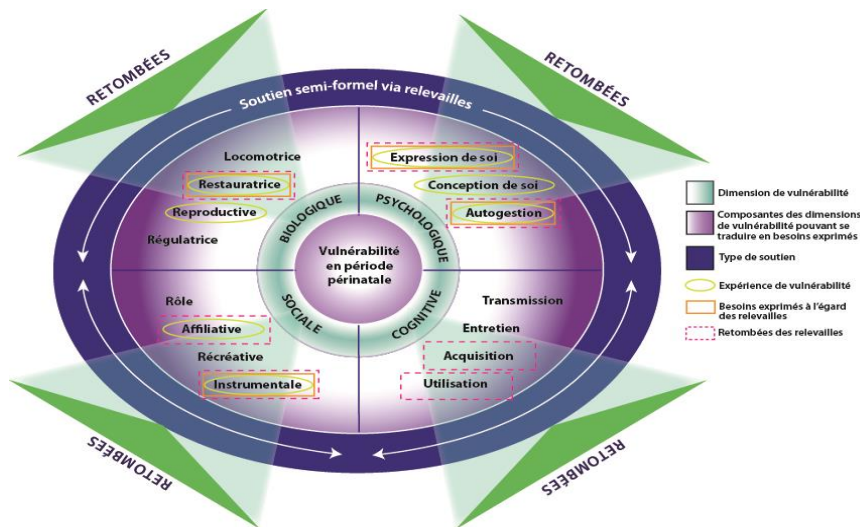 RETOMBÉES
RETOMBÉES
Soutien semi-formel via relevailles
Locomotrice
Restauratrice
Reproductive
Régulatrice
Expression de soi
Conception de soi
Autogestion
BIOLOGIQUE
PSYCHOLOGIQUE
Vulnérabilité
en période
périnatale
SOCIALE
COGNITIVE
Rôle
Affiliative
Récréative
Instrumentale
Transmission
Entretien
Acquisition
Utilisation
RETOMBÉES
RETOMBÉES
Dimension de vulnérabilité
Composantes des dimensions
de vulnérabilité pouvant se
traduire en besoins exprimés
Type de soutien
Expérience de vulnérabilité
Besoins exprimés à l'égard
des relevailles
Retombées des relevailles